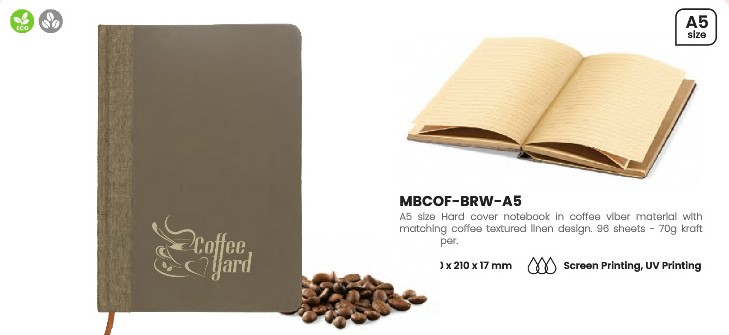 ECO
A5
size
Coffee
Yard
MBCOF-BRW-A5
A5 size Hard cover notebook in coffee viber material with
matching coffee textured linen design. 96 sheets - 70g kraft
per.
x 210 x 17 mm
Screen Printing, UV Printing